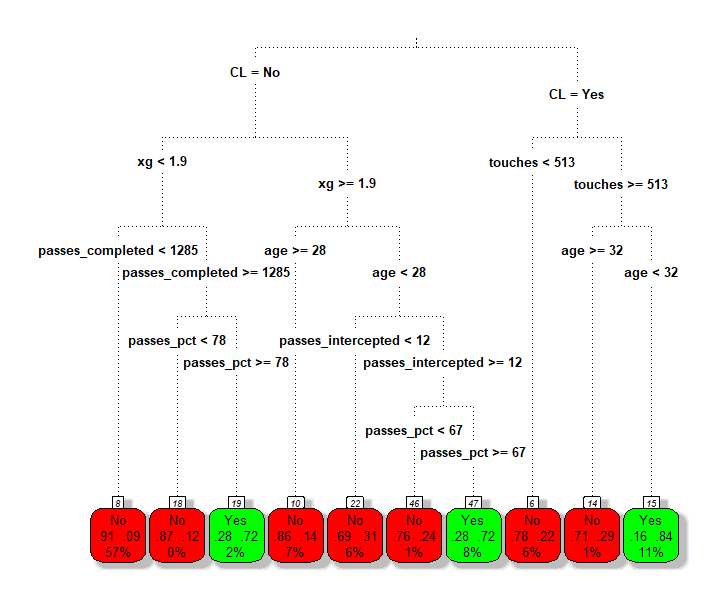 CL = No
CL = Yes
xg < 1.9
xg >= 1.9
touches < 513
touches >= 513
passes_completed < 1285
passes_completed >= 1285
age >= 28
age < 28
age >= 32
age < 32
passes_pct < 78
passes_pct >= 78
passes_intercepted < 12
passes_intercepted >= 12
passes_pct < 67
passes_pct >= 67
8 18 19 10 22 46 47 6 14 15
No No Yes No No No Yes No No Yes
.91 .09 .87 .12 .28 .72 .86 .14 .69 .31 .76 .24 .28 .72 .78 .22 .71 .29 .16 .84
57% 0% 2% 7% 6% 1% 8% 6% 1% 11%